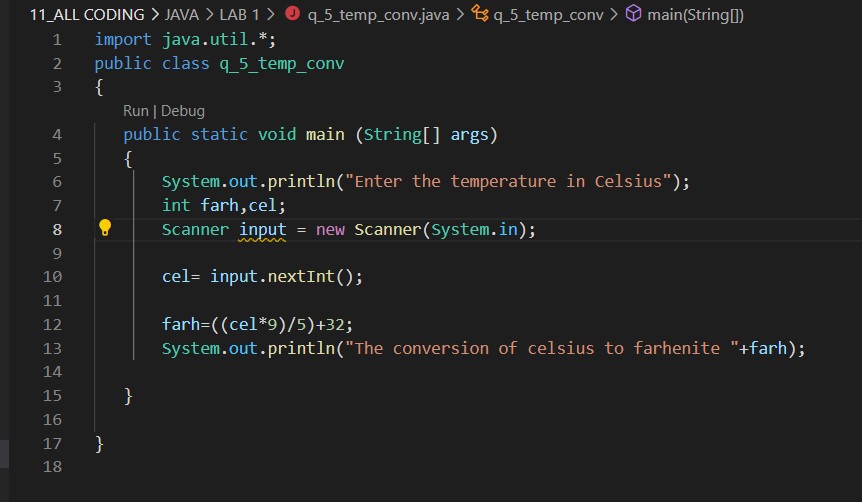 11_ALL CODING > JAVA > LAB 1 > J q_5_temp_conv.java > q_5_temp_conv > main(String[])
1 import java.util.*;
2 public class q_5_temp_conv
3 {
Run | Debug
4 public static void main (String[] args)
5 {
6 System.out.println("Enter the temperature in Celsius");
7 int farh,cel;
8 Scanner input = new Scanner(System.in);
9
10 cel= input.nextInt();
11
12 farh=((cel*9)/5)+32;
13 System.out.println("The conversion of celsius to farhenite "+farh);
14
15 }
16
17 }
18